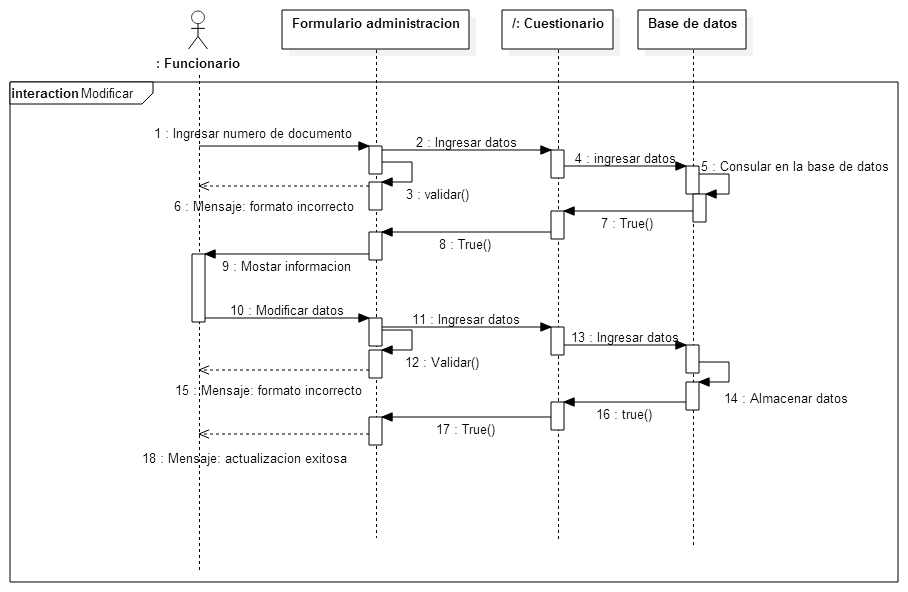 Formulario administracion
/: Cuestionario
Base de datos
: Funcionario
interaction Modificar
1 : Ingresar numero de documento
2 : Ingresar datos
4 : ingresar datos
5 : Consular en la base de datos
3 : validar()
6 : Mensaje: formato incorrecto
7 : True()
8 : True()
9 : Mostar informacion
10 : Modificar datos
11 : Ingresar datos
13 : Ingresar datos
12 : Validar()
15 : Mensaje: formato incorrecto
14 : Almacenar datos
16 : true()
17 : True()
18 : Mensaje: actualizacion exitosa